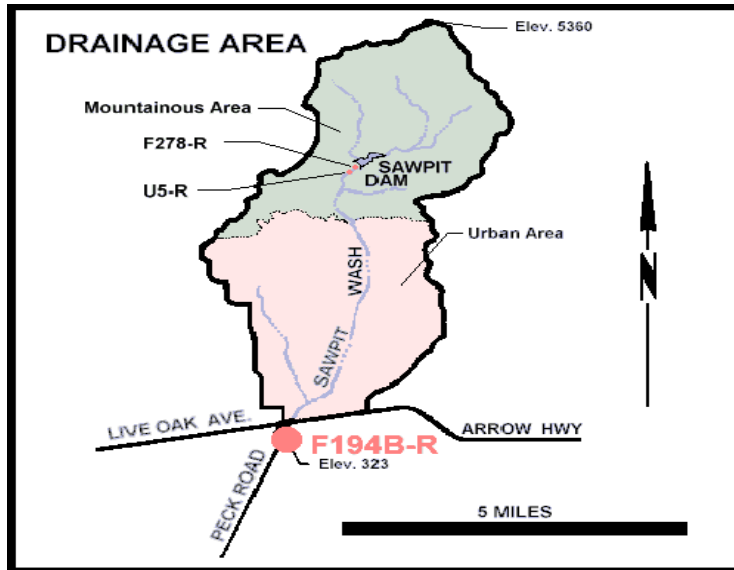 DRAINAGE AREA
Elev. 5360
Mountainous Area
F278-R
SAWPIT
DAM
U5-R
Urban Area
WASH
N
SAWPIT
LIVE OAK AVE.
ARROW HWY
F194B-R
Elev. 323
PECK ROAD
5 MILES